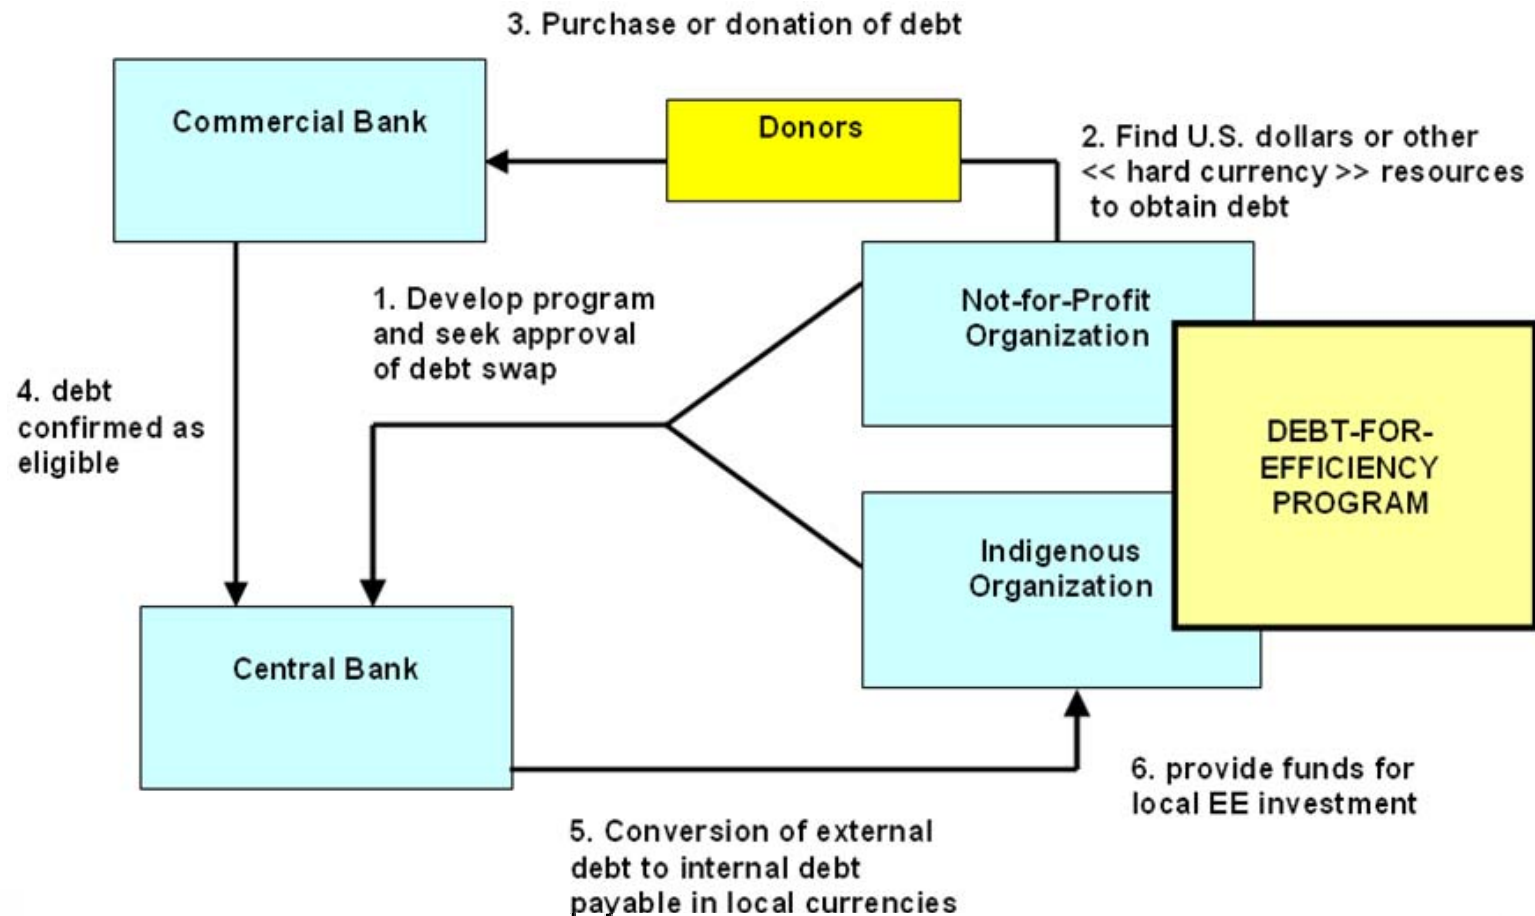 3. Purchase or donation of debt
Commercial Bank
Donors
2. Find U.S. dollars or other
<< hard currency >> resources
to obtain debt
1. Develop program
and seek approval
of debt swap
Not-for-Profit
Organization
4. debt
confirmed as
eligible
DEBT-FOR-
EFFICIENCY
PROGRAM
Indigenous
Organization
Central Bank
6. provide funds for
local EE investment
5. Conversion of external
debt to internal debt
payable in local currencies